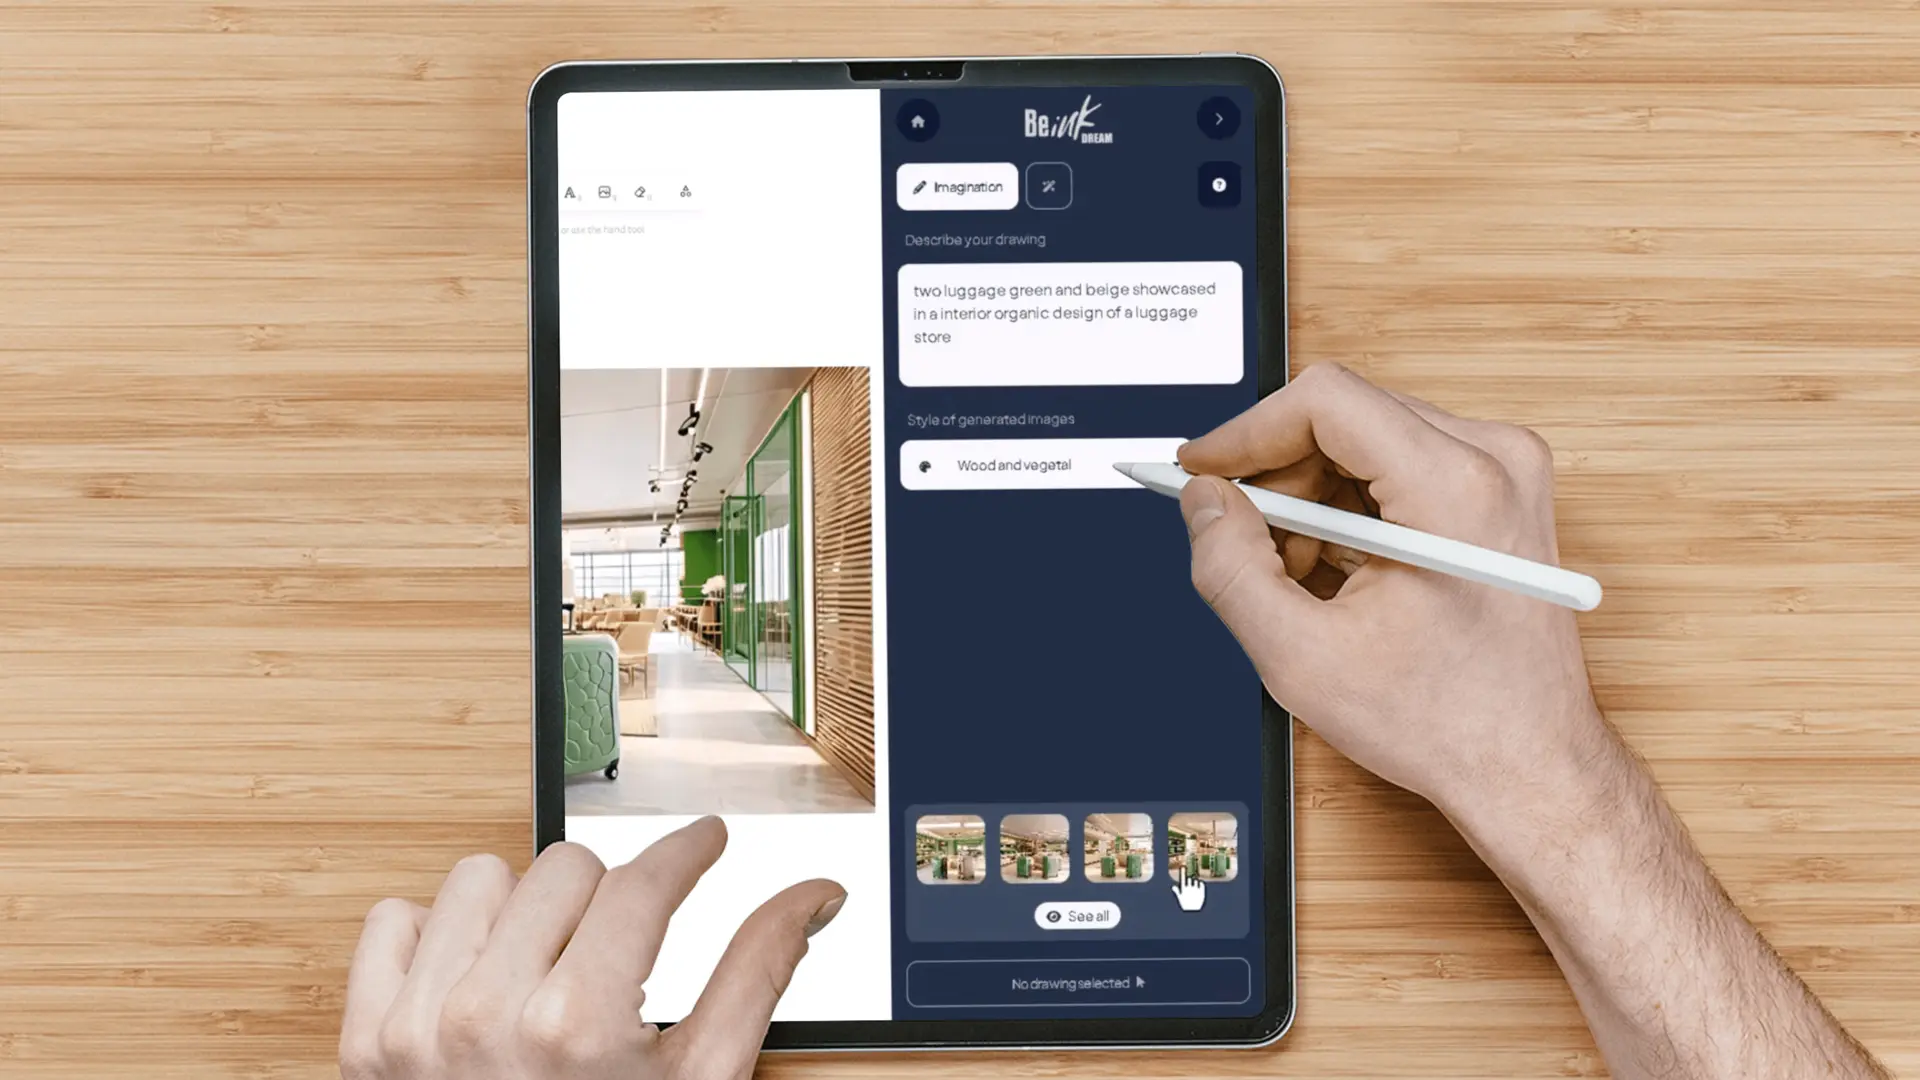 or use the hand tool
Beink
DREAM
Imagination
Describe your drawing
two luggage green and beige showcased
in a interior organic design of a luggage
store
Style of generated images
Wood and vegetal
See all
No drawing selected